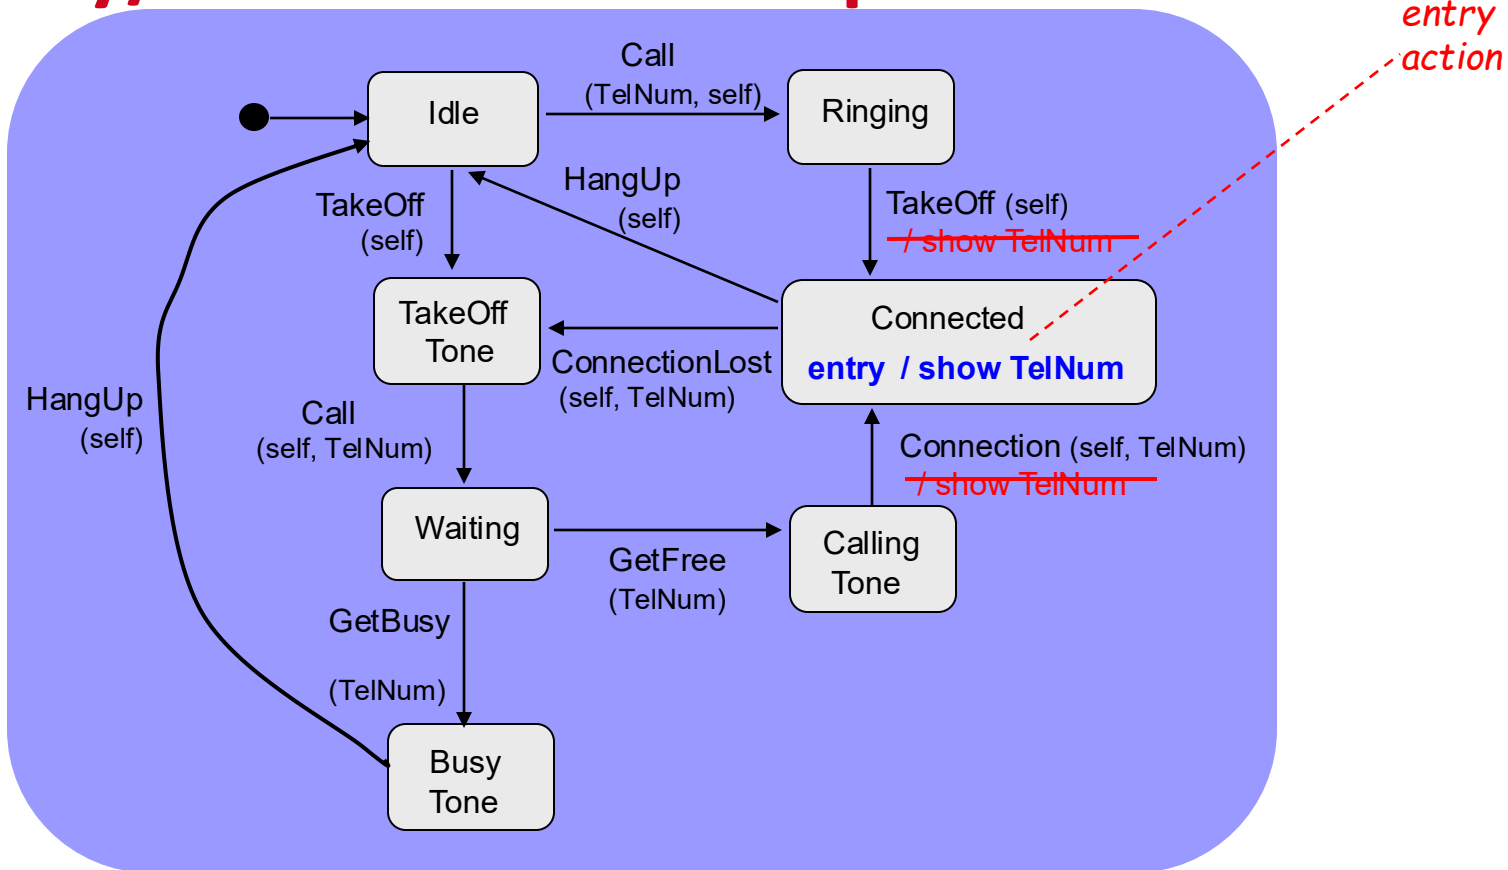 entry
action
Call
(TelNum, self)
Idle
Ringing
HangUp
(self)
TakeOff
(self)
TakeOff (self)
/ show TelNum
TakeOff
Tone
Connected
entry / show TelNum
ConnectionLost
(self, TelNum)
HangUp
(self)
Call
(self, TelNum)
Connection (self, TelNum)
/ show TelNum
Waiting
GetFree
(TelNum)
Calling
Tone
GetBusy
(TelNum)
Busy
Tone